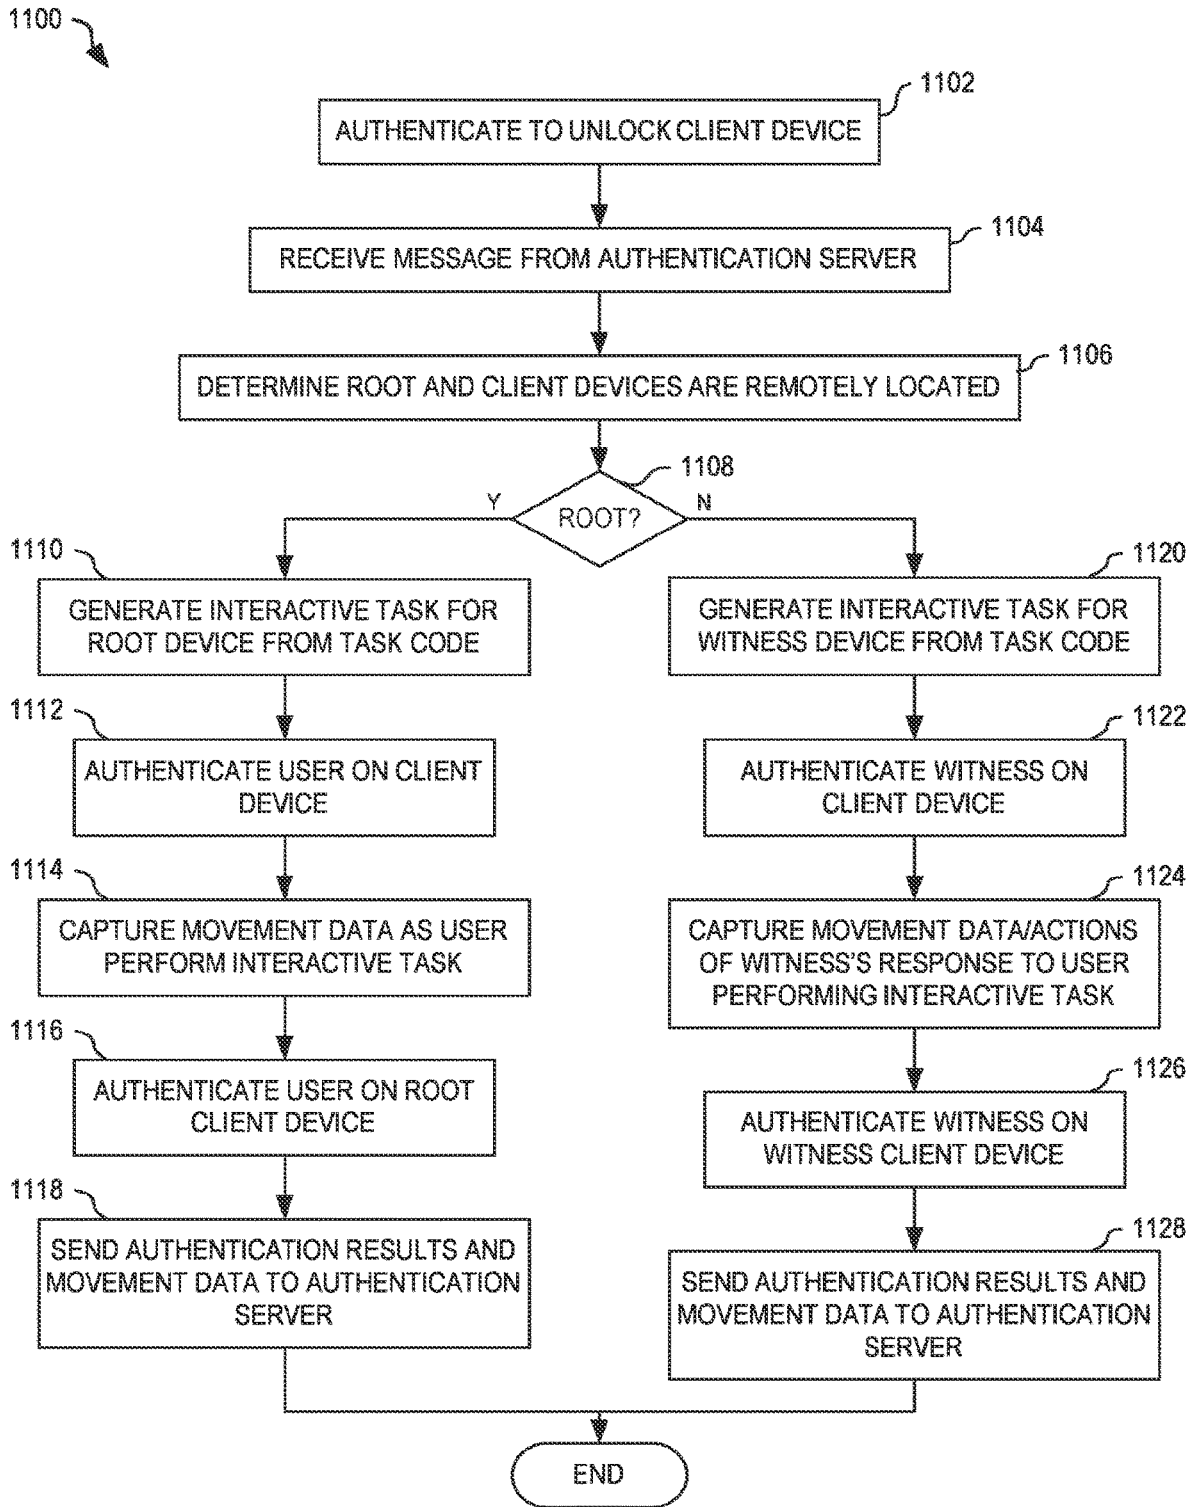 1100
1102
AUTHENTICATE TO UNLOCK CLIENT DEVICE
1104
RECEIVE MESSAGE FROM AUTHENTICATION SERVER
1106
DETERMINE ROOT AND CLIENT DEVICES ARE REMOTELY LOCATED
1108
Y
ROOT?
N
1110
GENERATE INTERACTIVE TASK FOR
ROOT DEVICE FROM TASK CODE
1112
AUTHENTICATE USER ON CLIENT
DEVICE
1114
CAPTURE MOVEMENT DATA AS USER
PERFORM INTERACTIVE TASK
1116
AUTHENTICATE USER ON ROOT
CLIENT DEVICE
1118
SEND AUTHENTICATION RESULTS AND
MOVEMENT DATA TO AUTHENTICATION
SERVER
1120
GENERATE INTERACTIVE TASK FOR
WITNESS DEVICE FROM TASK CODE
1122
AUTHENTICATE WITNESS ON
CLIENT DEVICE
1124
CAPTURE MOVEMENT DATA/ACTIONS
OF WITNESS'S RESPONSE TO USER
PERFORMING INTERACTIVE TASK
1126
AUTHENTICATE WITNESS ON
WITNESS CLIENT DEVICE
1128
SEND AUTHENTICATION RESULTS AND
MOVEMENT DATA TO AUTHENTICATION
SERVER
END